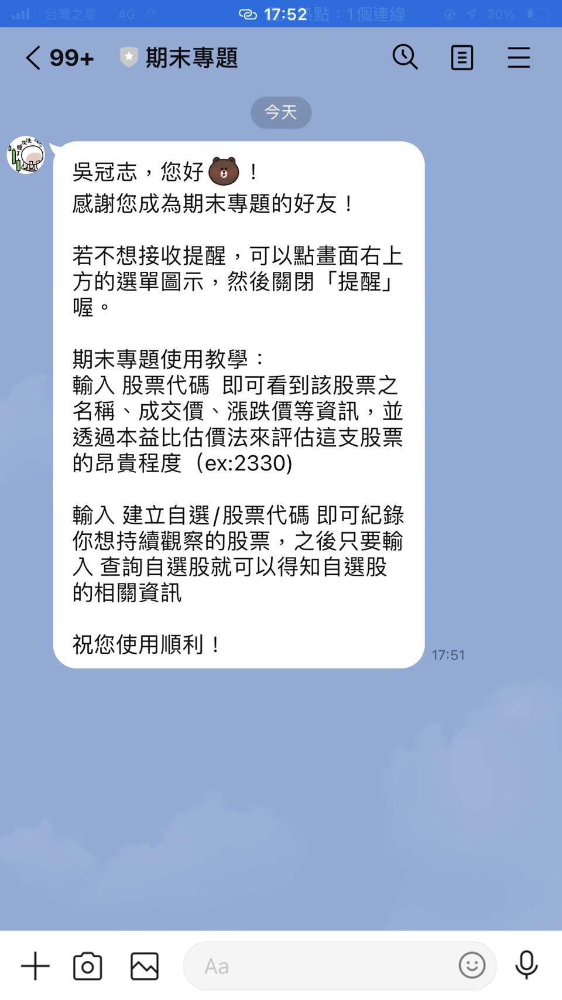 台灣之星 4G 17:52 點：1個連線 30%
99+ 期末專題
今天
吳冠志，您好！
感謝您成為期末專題的好友！
若不想接收提醒，可以點畫面右上
方的選單圖示，然後關閉「提醒」
喔。
期末專題使用教學：
輸入 股票代碼 即可看到該股票之
名稱、成交價、漲跌價等資訊，並
透過本益比估價法來評估這支股票
的昂貴程度（ex:2330)
輸入 建立自選/股票代碼 即可紀錄
你想持續觀察的股票，之後只要輸
入 查詢自選股就可以得知自選股
的相關資訊
祝您使用順利！
17:51
Aa